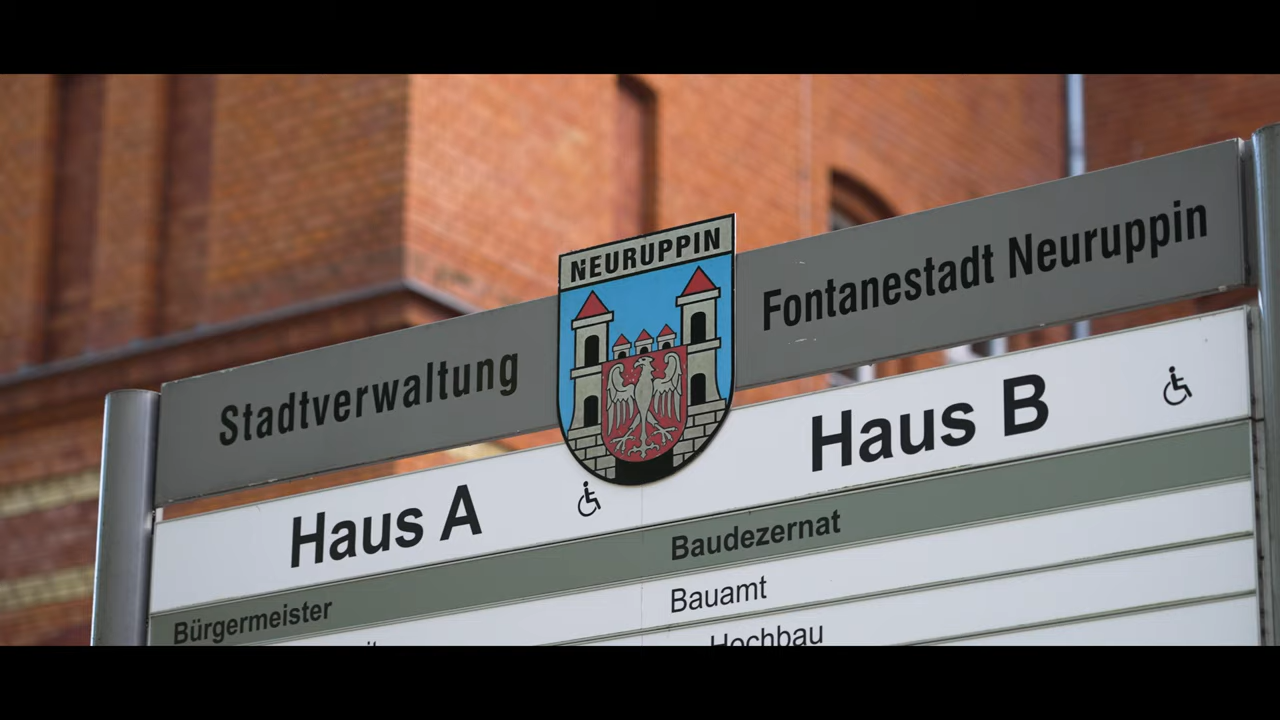 NEURUPPIN
Stadtverwaltung
Fontanestadt Neuruppin
Haus A
Haus B
Bürgermeister
Baudezernat
Bauamt
Hochbau